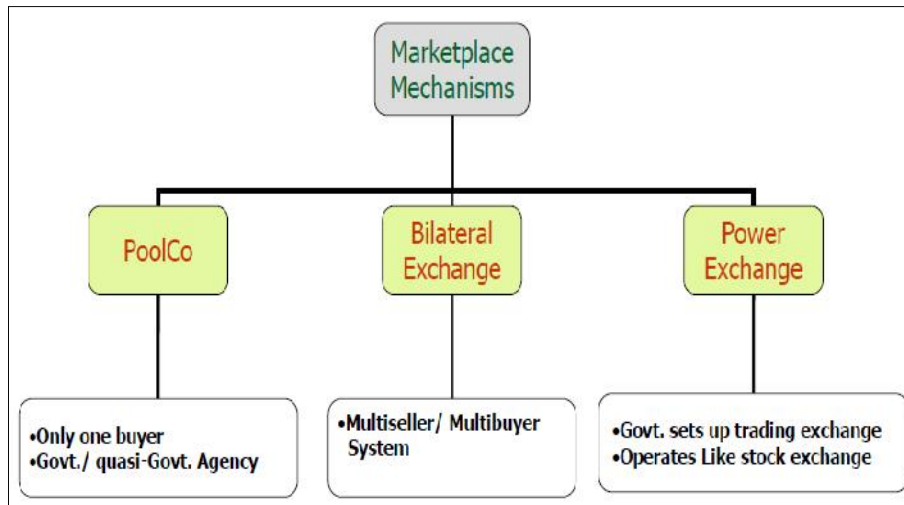 Marketplace
Mechanisms
PoolCo
Bilateral
Exchange
Power
Exchange
•Only one buyer
•Govt./ quasi-Govt. Agency
•Multiseller/ Multibuyer
System
•Govt. sets up trading exchange
•Operates Like stock exchange